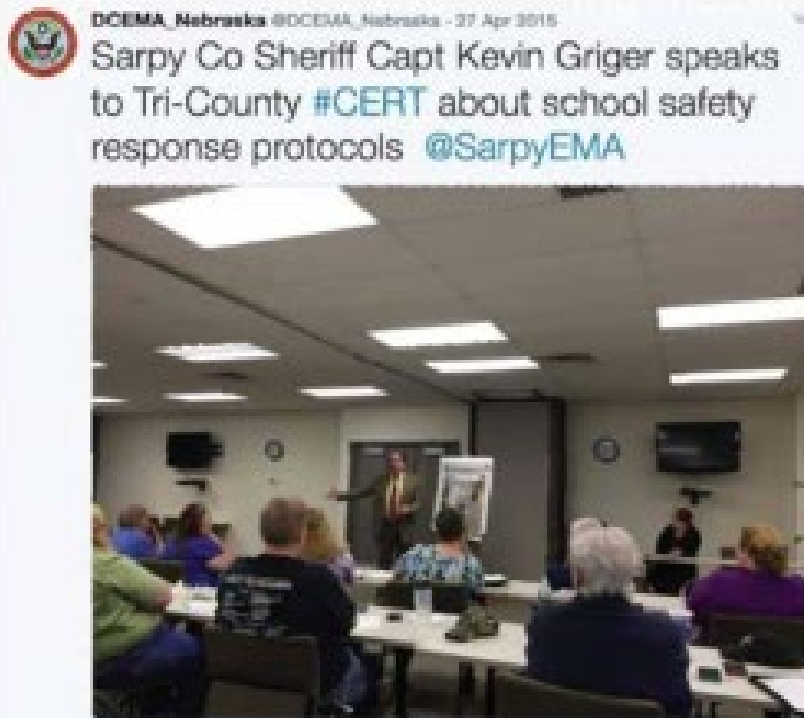 DCEMA_Nebraska @DCEMA_Nebraska - 27 Apr 2015
Sarpy Co Sheriff Capt Kevin Griger speaks
to Tri-County #CERT about school safety
response protocols @SarpyEMA